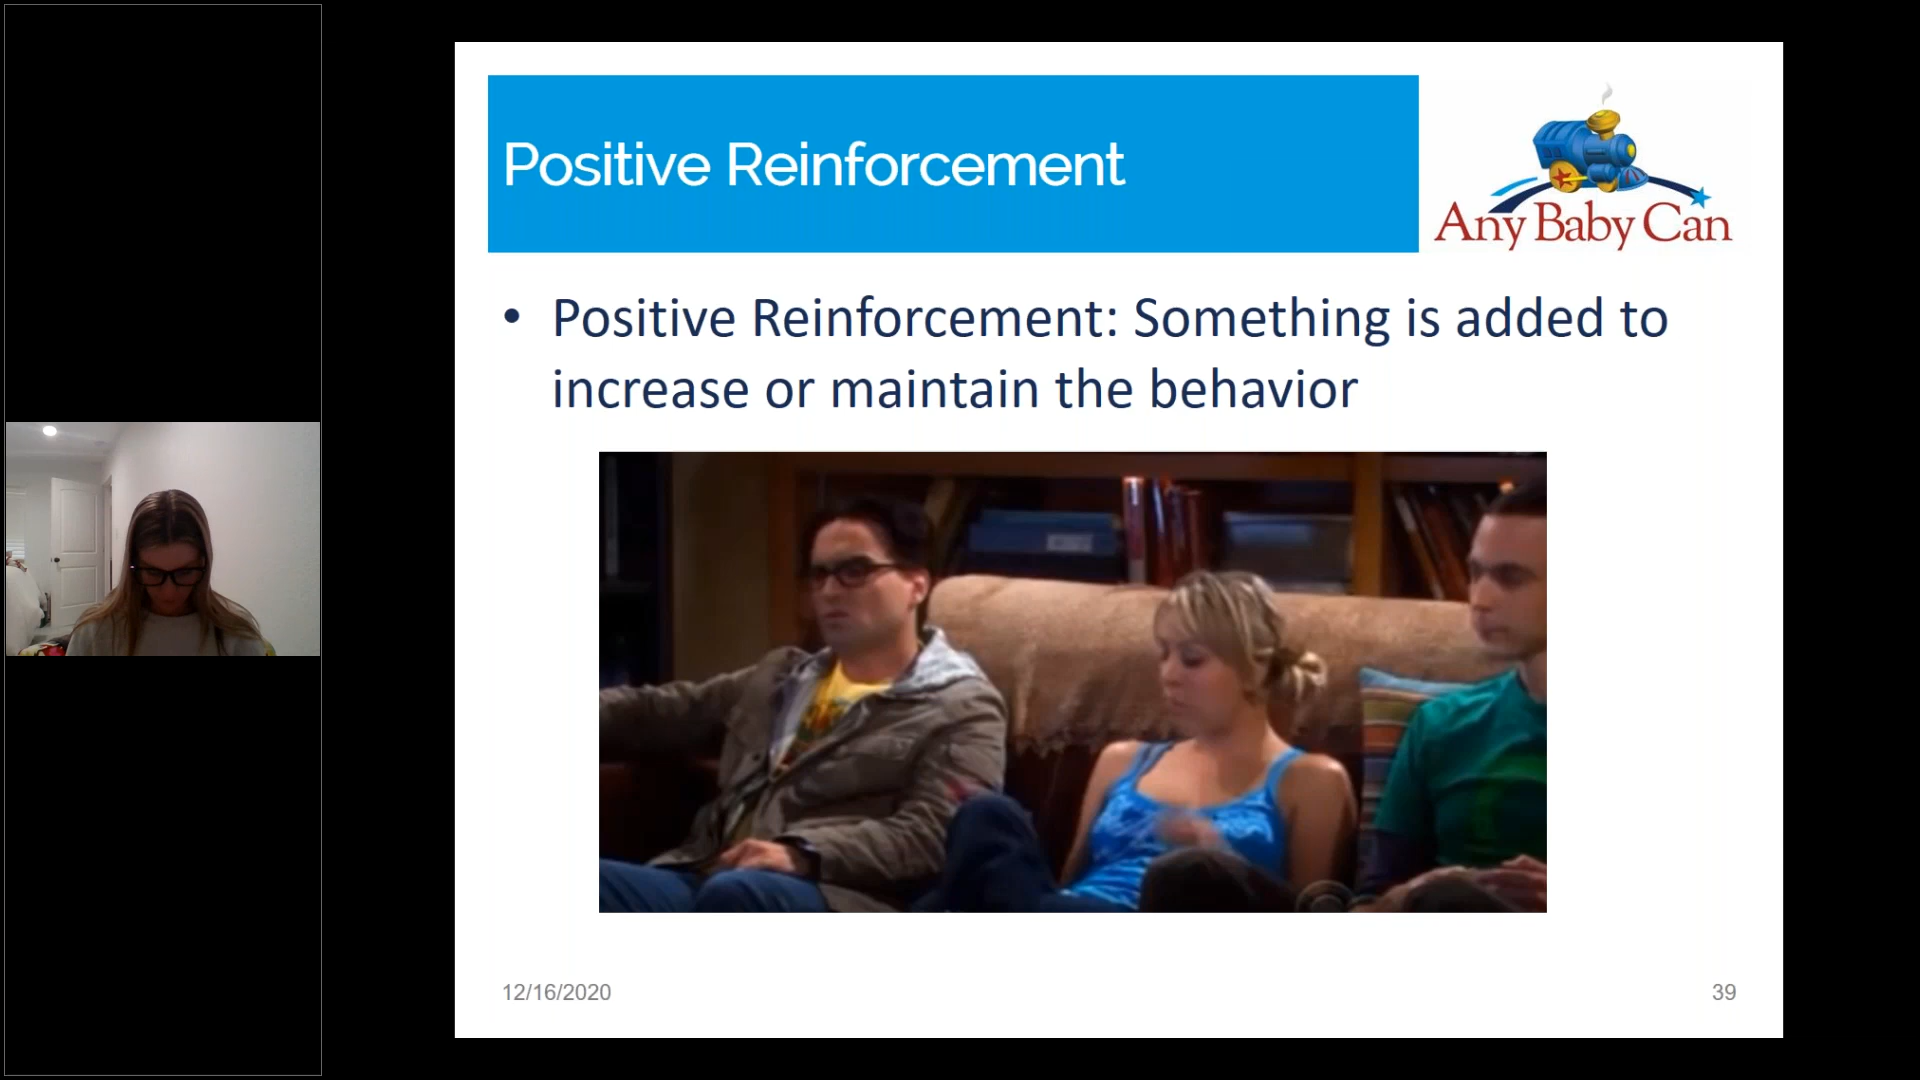 Positive Reinforcement
Any Baby Can
• Positive Reinforcement: Something is added to
increase or maintain the behavior
12/16/2020
39